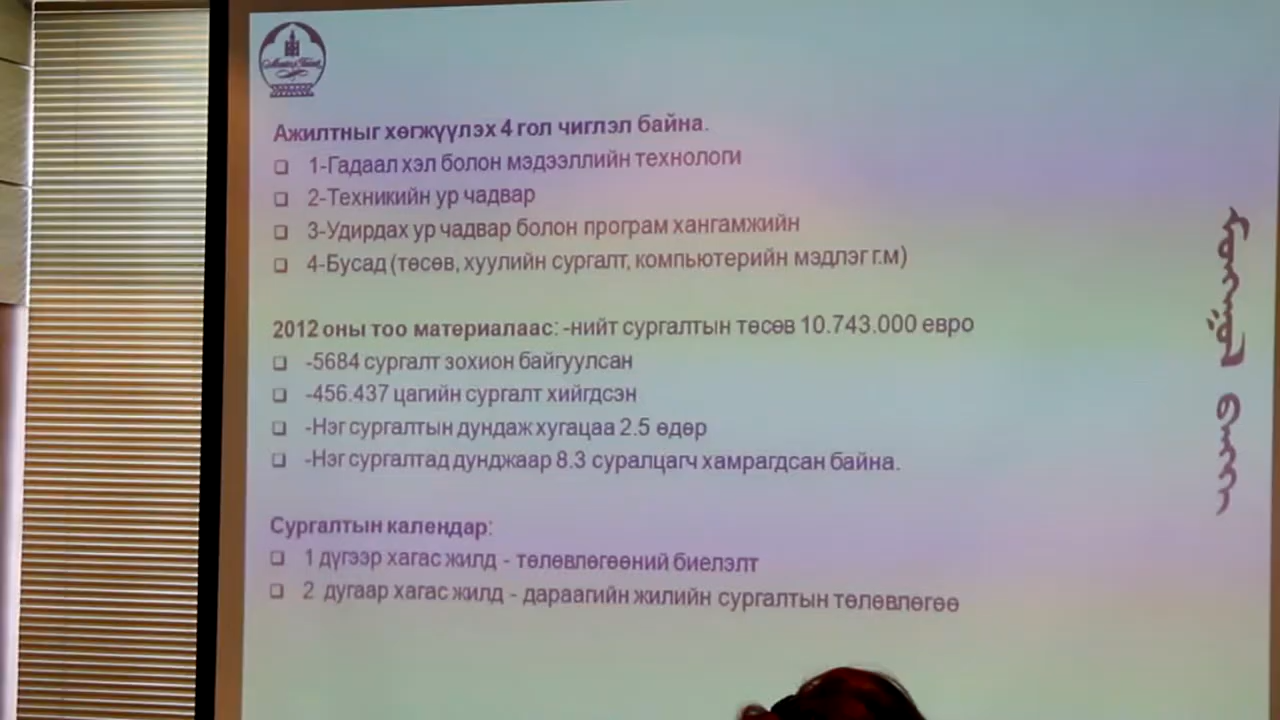 Ажилтныг хөгжүүлэх 4 гол чиглэл байна.
1-Гадаал хэл болон мэдээллийн технологи
2-Техникийн ур чадвар
3-Удирдах ур чадвар болон програм хангамжийн
4-Бусад (төсөв, хуулийн сургалт, компьютерийн мэдлэг г.м)
2012 оны тоо материалаас: -нийт сургалтын төсөв 10.743.000 евро
-5684 сургалт зохион байгуулсан
-456.437 цагийн сургалт хийгдсэн
-Нэг сургалтын дундаж хугацаа 2.5 өдөр
-Нэг сургалтад дунджаар 8.3 суралцагч хамрагдсан байна.
Сургалтын календар:
1 дүгээр хагас жилд - төлөвлөгөөний биелэлт
2 дугаар хагас жилд - дараагийн жилийн сургалтын төлөвлөгөө